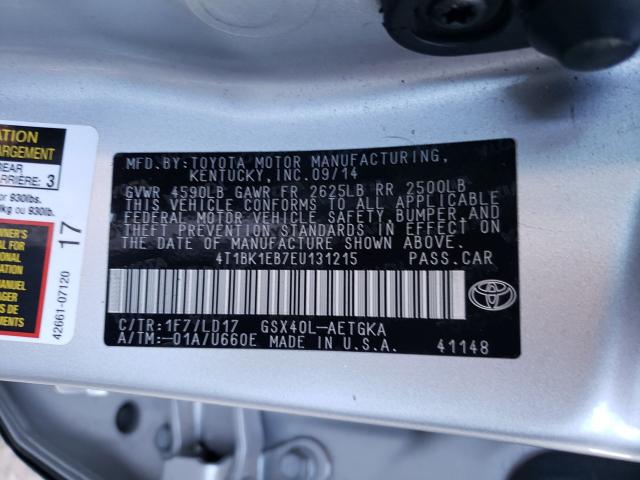 ATION
ARGEMENT
REAR
ARRIÈRE: 3
or 930lbs.
kg ou 930lb.
17
42661-07120
MFD.BY:TOYOTA MOTOR MANUFACTURING,
KENTUCKY, INC.09/14
GVWR 4590LB GAWR FR 2625LB RR 2500LB
THIS VEHICLE CONFORMS TO ALL APPLICABLE
FEDERAL MOTOR VEHICLE SAFETY, BUMPER, AND
THEFT PREVENTION STANDARDS IN EFFECT ON
THE DATE OF MANUFACTURE SHOWN ABOVE.
4T1BK1EB7EU131215 PASS.CAR
C/TR:1F7/LD17 GSX40L-AETGKA
A/TM:-01A/U660E MADE IN U.S.A. 41148